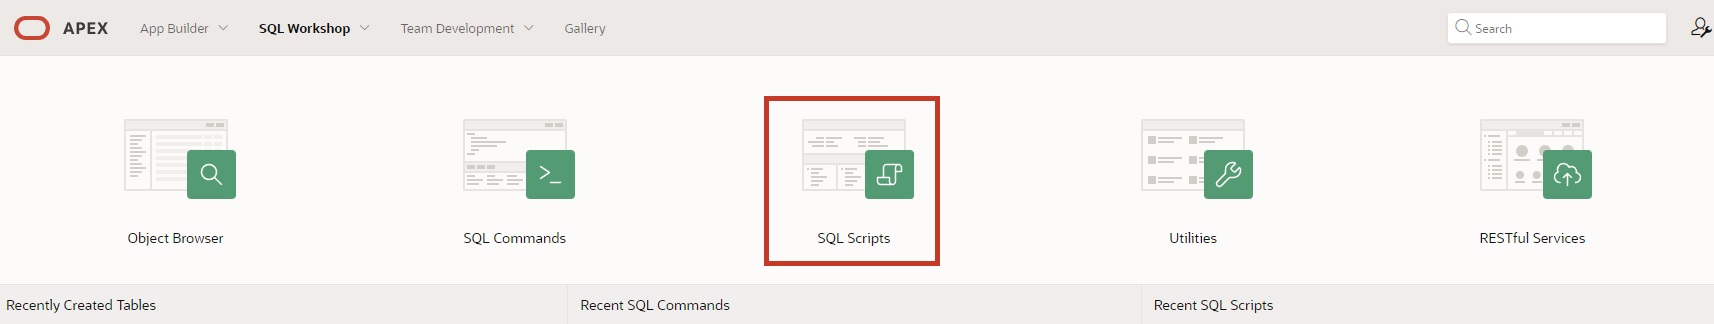 APEX App Builder SQL Workshop Team Development Gallery Search
Object Browser SQL Commands SQL Scripts Utilities RESTful Services
Recently Created Tables Recent SQL Commands Recent SQL Scripts